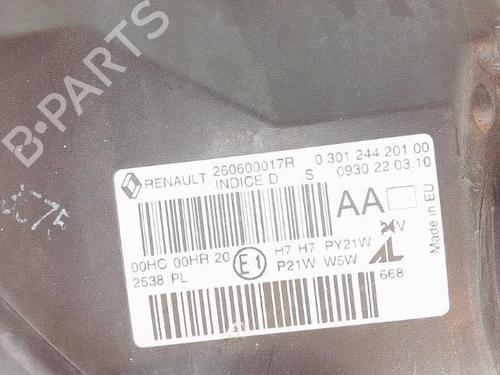 B-PARTS
RENAULT 260600017R 0 301 244 201 00
INDICE D S 0930 22.03.10
AA
00HC 00HR 20 E1 H7 H7 PY21W
2538 PL P21W W5W AL
668
Made in EU